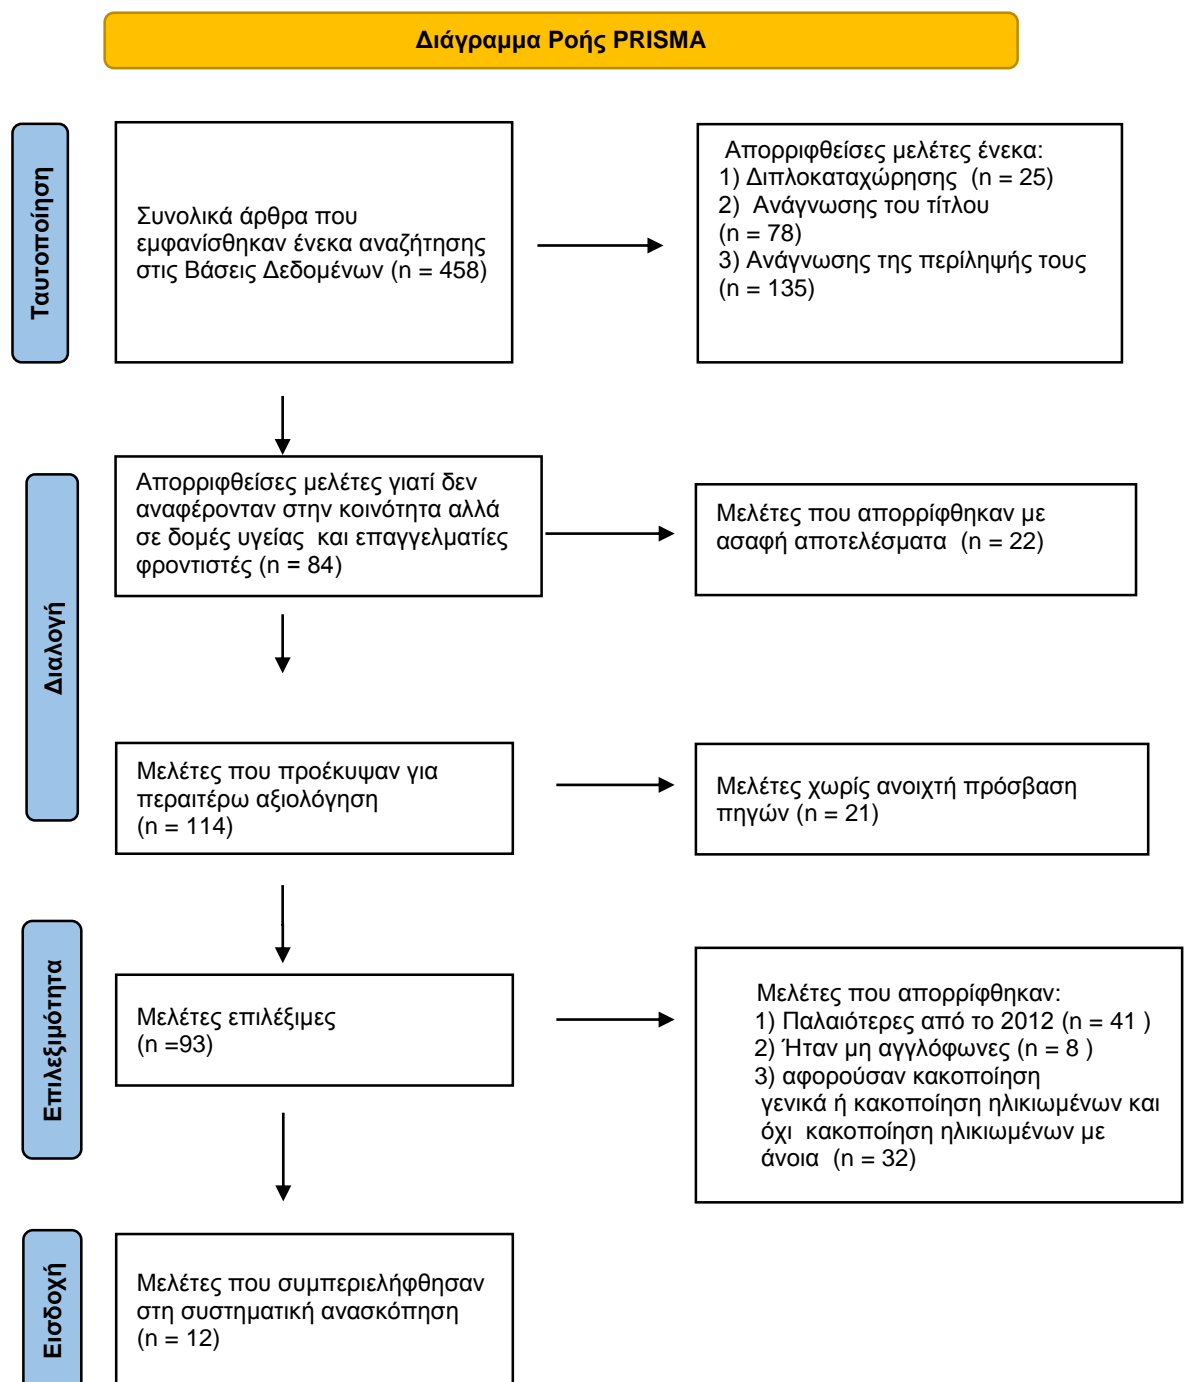 Διάγραμμα Ροής PRISMA
Ταυτοποίηση
Συνολικά άρθρα που
εμφανίσθηκαν ένεκα αναζήτησης
στις Βάσεις Δεδομένων (n = 458)
Απορριφθείσες μελέτες ένεκα:
1) Διπλοκαταχώρησης (n = 25)
2) Ανάγνωσης του τίτλου
(n = 78)
3) Ανάγνωσης της περίληψής τους
(n = 135)
Διαλογή
Απορριφθείσες μελέτες γιατί δεν
αναφέρονταν στην κοινότητα αλλά
σε δομές υγείας και επαγγελματίες
φροντιστές (n = 84)
Μελέτες που απορρίφθηκαν με
ασαφή αποτελέσματα (n = 22)
Μελέτες που προέκυψαν για
περαιτέρω αξιολόγηση
(n = 114)
Μελέτες χωρίς ανοιχτή πρόσβαση
πηγών (n = 21)
Επιλεξιμότητα
Μελέτες επιλέξιμες
(n =93)
Μελέτες που απορρίφθηκαν:
1) Παλαιότερες από το 2012 (n = 41 )
2) Ήταν μη αγγλόφωνες (n = 8 )
3) αφορούσαν κακοποίηση
γενικά ή κακοποίηση ηλικιωμένων και
όχι κακοποίηση ηλικιωμένων με
άνοια (n = 32)
Εισδοχή
Μελέτες που συμπεριελήφθησαν
στη συστηματική ανασκόπηση
(n = 12)